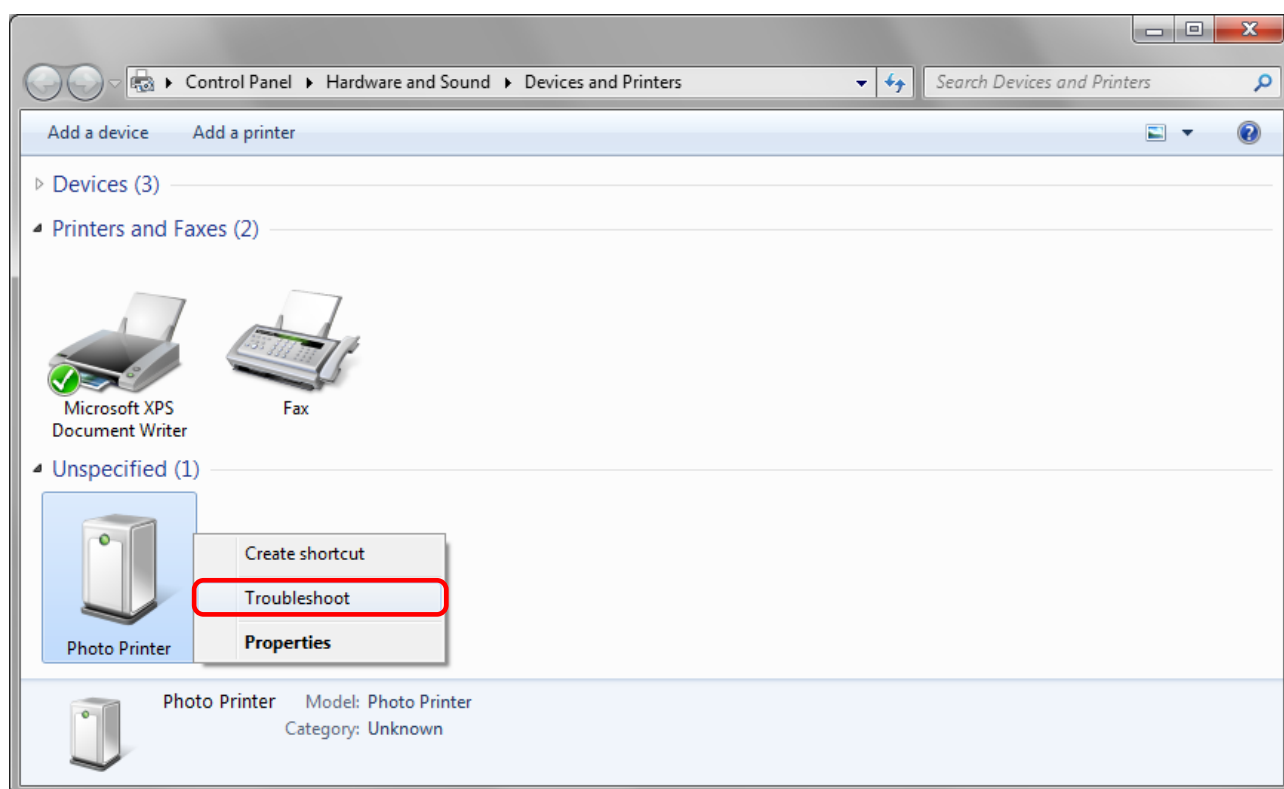 Control Panel Hardware and Sound Devices and Printers Search Devices and Printers
Add a device Add a printer
Devices (3)
Printers and Faxes (2)
Microsoft XPS
Document Writer
Fax
Unspecified (1)
Photo Printer
Create shortcut
Troubleshoot
Properties
Photo Printer Model: Photo Printer
Category: Unknown